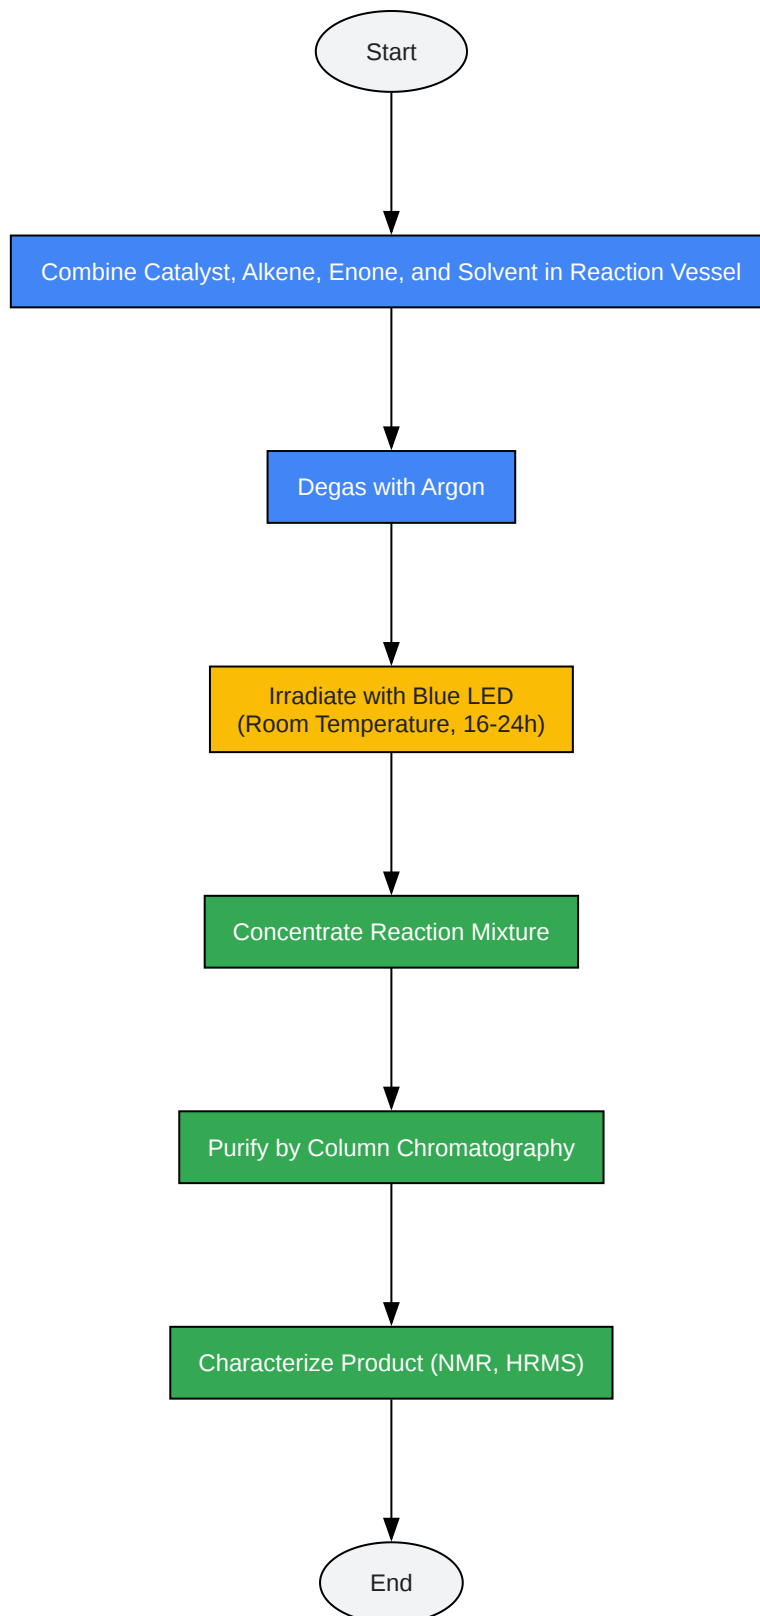 Start
Combine Catalyst, Alkene, Enone, and Solvent in Reaction Vessel
Degas with Argon
Irradiate with Blue LED
(Room Temperature, 16-24h)
Concentrate Reaction Mixture
Purify by Column Chromatography
Characterize Product (NMR, HRMS)
End